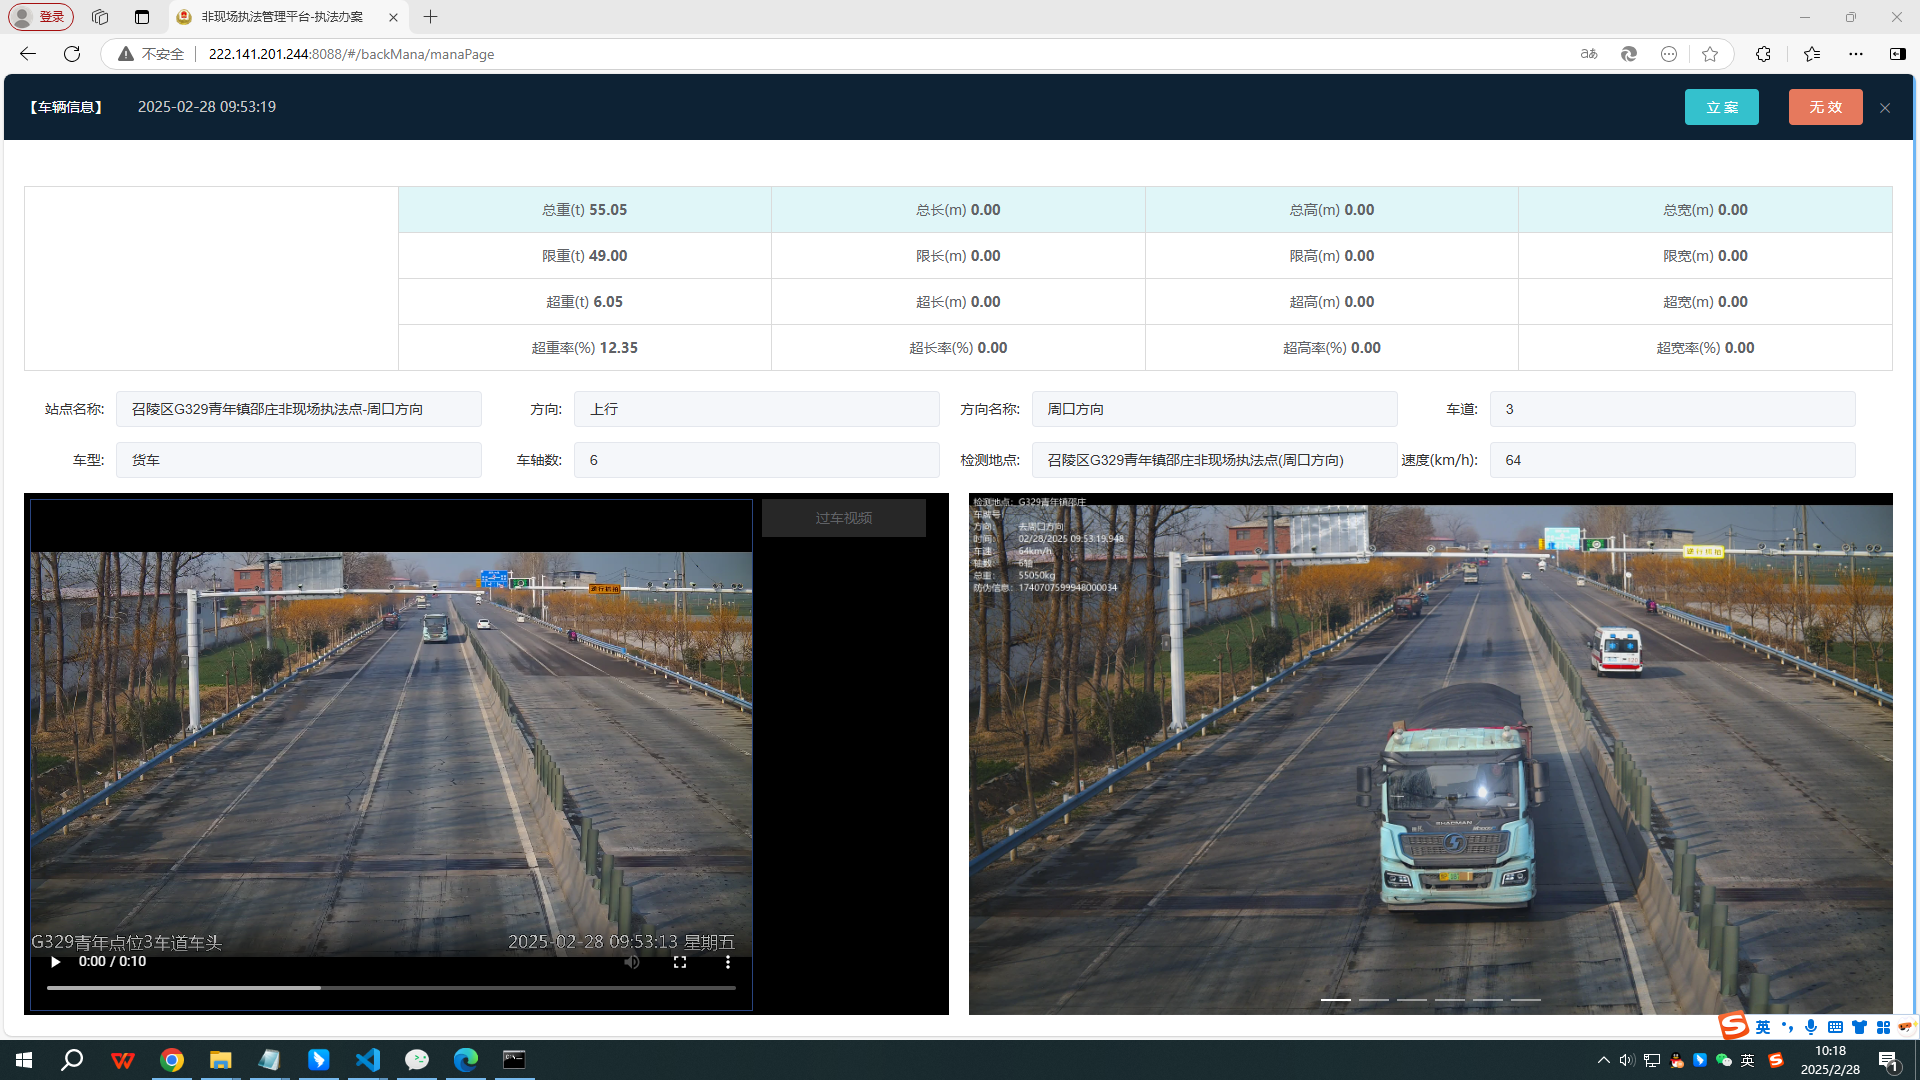 登录
非现场执法管理平台-执法办案
不安全
222.141.201.244:8088/#/backMana/manaPage
【车辆信息】
2025-02-28 09:53:19
立 案
无 效
总重(t) 55.05
总长(m) 0.00
总高(m) 0.00
总宽(m) 0.00
限重(t) 49.00
限长(m) 0.00
限高(m) 0.00
限宽(m) 0.00
超重(t) 6.05
超长(m) 0.00
超高(m) 0.00
超宽(m) 0.00
超重率(%) 12.35
超长率(%) 0.00
超高率(%) 0.00
超宽率(%) 0.00
站点名称: 召陵区G329青年镇邵庄非现场执法点-周口方向
方向: 上行
方向名称: 周口方向
车道: 3
车型: 货车
车轴数: 6
检测地点: 召陵区G329青年镇邵庄非现场执法点(周口方向)
速度(km/h): 64
过车视频
G329青年点位3车道车头
2025-02-28 09:53:13 星期五
0:00 / 0:10
检测地点: G329青年镇邵庄
车牌号:
方向: 去周口方向
时间: 02/28/2025 09:53:19.948
车速: 64km/h
轴数: 6轴
总重: 55050kg
防伪信息: 1740707599948000034
SHACMAN
英
英
10:18
2025/2/28
1